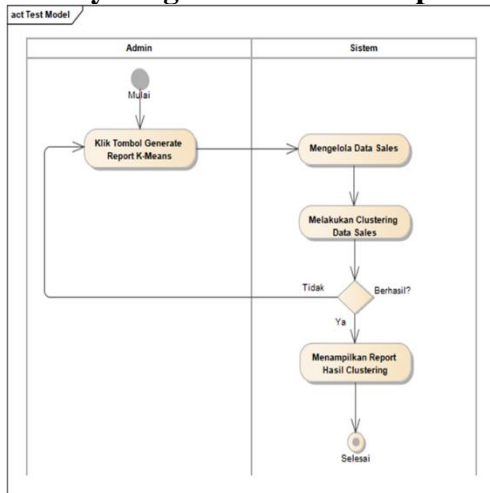 act Test Model
Admin
Sistem
Mulai
Klik Tombol Generate
Report K-Means
Mengelola Data Sales
Melakukan Clustering
Data Sales
Tidak
Berhasil?
Ya
Menampilkan Report
Hasil Clustering
Selesai